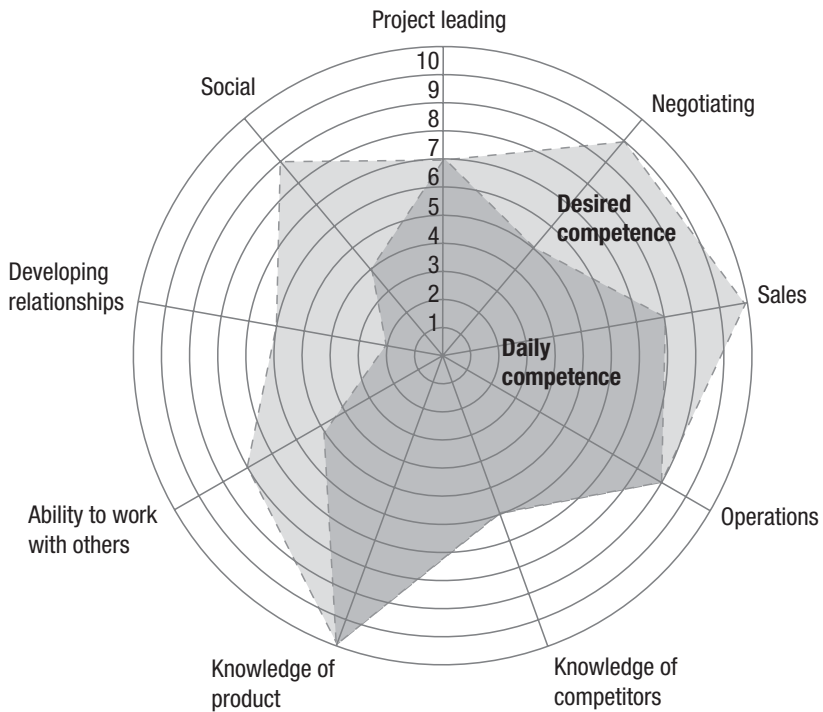 Project leading
10
9
8
7
6
5
4
3
2
1
Social
Negotiating
Desired
competence
Developing
relationships
Sales
Daily
competence
Ability to work
with others
Operations
Knowledge of
product
Knowledge of
competitors